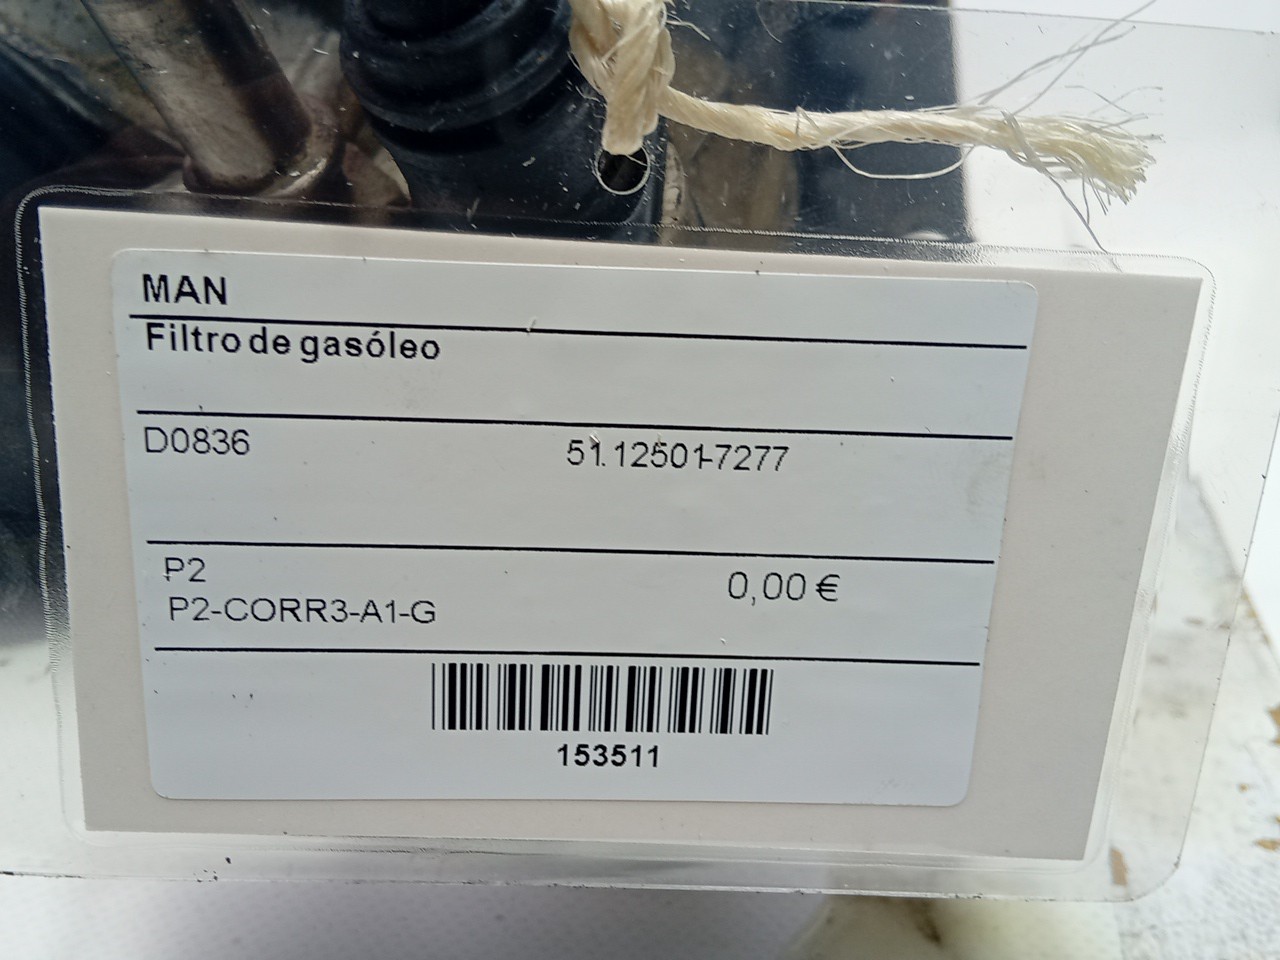 MAN
Filtro de gasóleo
D0836 51.12501-7277
P2 0,00 €
P2-CORR3-A1-G
153511